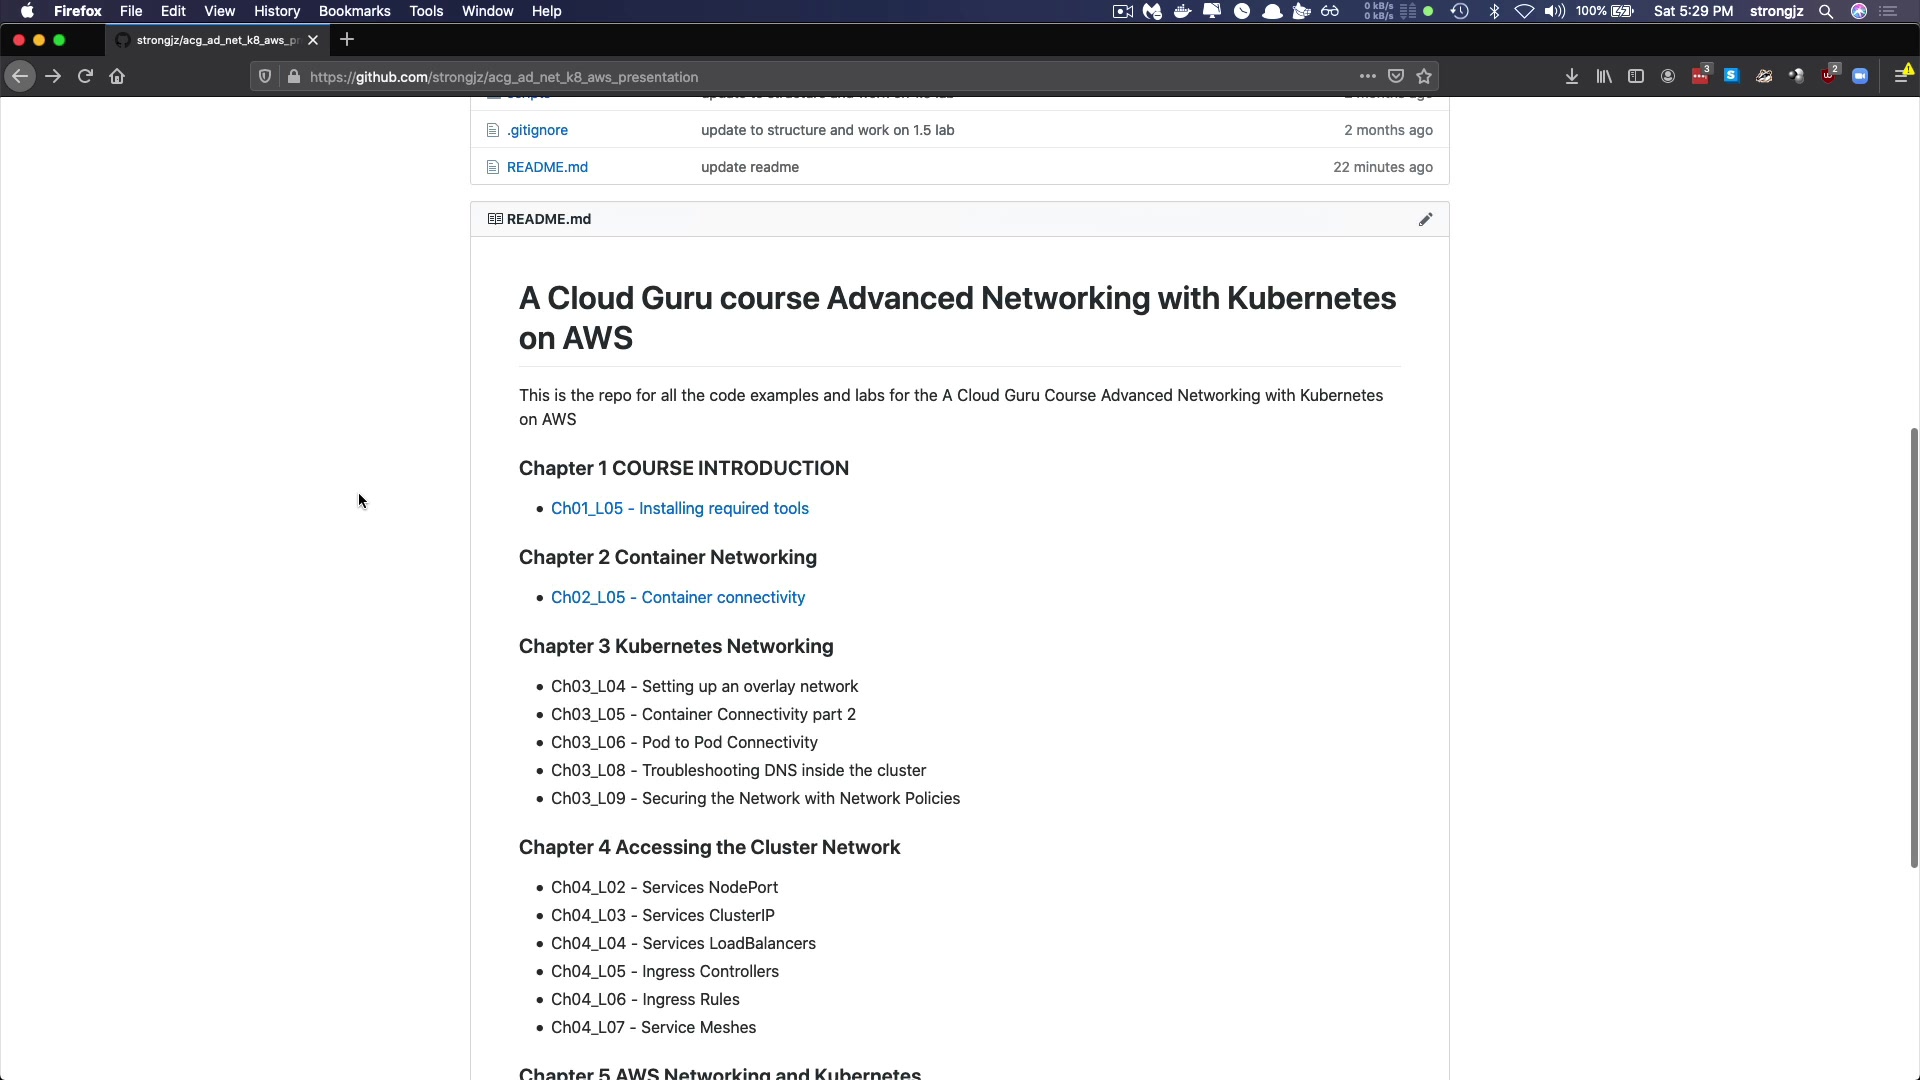 Firefox File Edit View History Bookmarks Tools Window Help 0 kB/s 0 kB/s 100% Sat 5:29 PM strongjz
strongjz/acg_ad_net_k8_aws_pr
https://github.com/strongjz/acg_ad_net_k8_aws_presentation 3 S 2
.gitignore update to structure and work on 1.5 lab 2 months ago
README.md update readme 22 minutes ago
README.md
A Cloud Guru course Advanced Networking with Kubernetes
on AWS
This is the repo for all the code examples and labs for the A Cloud Guru Course Advanced Networking with Kubernetes
on AWS
Chapter 1 COURSE INTRODUCTION
• Ch01_L05 - Installing required tools
Chapter 2 Container Networking
• Ch02_L05 - Container connectivity
Chapter 3 Kubernetes Networking
• Ch03_L04 - Setting up an overlay network
• Ch03_L05 - Container Connectivity part 2
• Ch03_L06 - Pod to Pod Connectivity
• Ch03_L08 - Troubleshooting DNS inside the cluster
• Ch03_L09 - Securing the Network with Network Policies
Chapter 4 Accessing the Cluster Network
• Ch04_L02 - Services NodePort
• Ch04_L03 - Services ClusterIP
• Ch04_L04 - Services LoadBalancers
• Ch04_L05 - Ingress Controllers
• Ch04_L06 - Ingress Rules
• Ch04_L07 - Service Meshes
Chapter 5 AWS Networking and Kubernetes